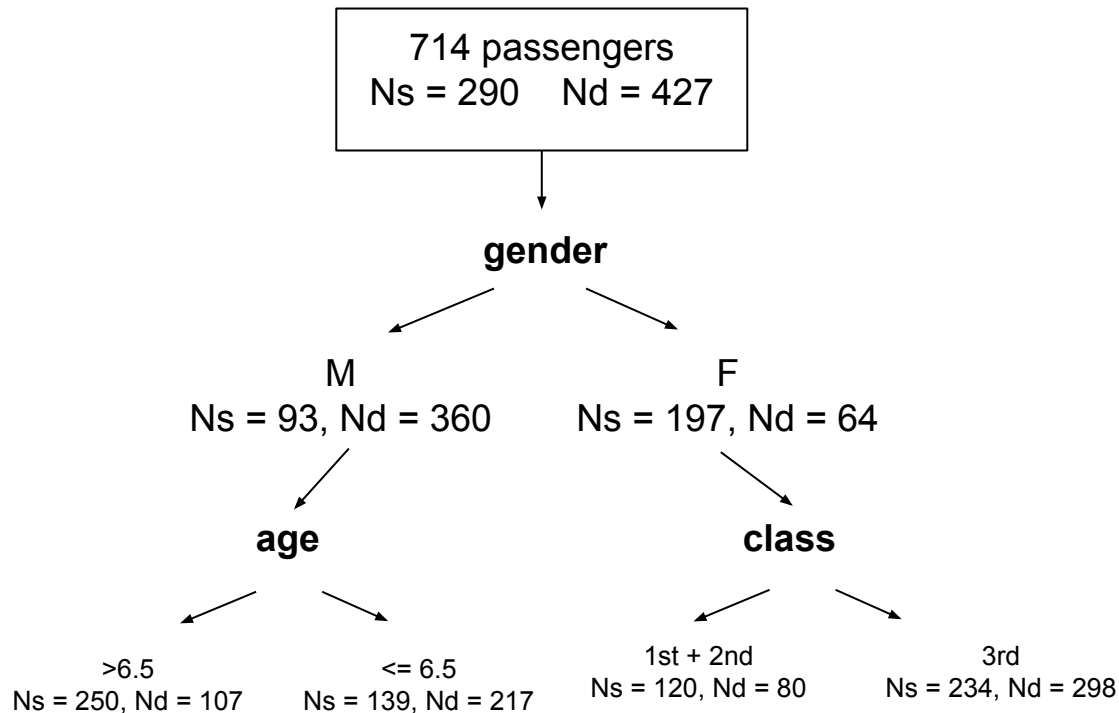 714 passengers
Ns = 290 Nd = 427
gender
M
Ns = 93, Nd = 360
F
Ns = 197, Nd = 64
age
class
>6.5
Ns = 250, Nd = 107
<= 6.5
Ns = 139, Nd = 217
1st + 2nd
Ns = 120, Nd = 80
3rd
Ns = 234, Nd = 298